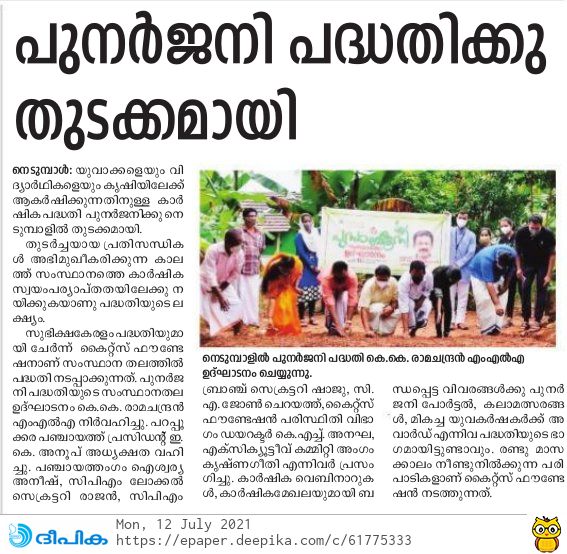 പുനർജനി പദ്ധതിക്കു
തുടക്കമായി
നെടുമ്പാൾ: യുവാക്കളെയും വി
ദ്യാർഥികളെയും കൃഷിയിലേക്ക്
ആകർഷിക്കുന്നതിനുള്ള കാർ
ഷിക പദ്ധതി പുനർജനിക്കു നെ
ടുമ്പാളിൽ തുടക്കമായി.
തുടർച്ചയായ പ്രതിസന്ധിക
ൾ അഭിമുഖീകരിക്കുന്ന കാല
ത്ത് സംസ്ഥാനത്തെ കാർഷിക
സ്വയംപര്യാപ്തതയിലേക്കു ന
യിക്കുകയാണു പദ്ധതിയുടെ ല
ക്ഷ്യം.
സുഭിക്ഷകേരളം പദ്ധതിയുമാ
യി ചേർന്ന് കൈറ്റ്സ് ഫൗണ്ടേ
ഷനാണ് സംസ്ഥാന തലത്തിൽ
പദ്ധതി നടപ്പാക്കുന്നത്. പുനർജ
നി പദ്ധതിയുടെ സംസ്ഥാനതല
ഉദ്ഘാടനം കെ.കെ. രാമചന്ദ്രൻ
എംഎൽഎ നിർവഹിച്ചു. പറപ്പൂ
ക്കര പഞ്ചായത്ത് പ്രസിഡന്റ് ഇ.
കെ. അനൂപ് അധ്യക്ഷത വഹി
ച്ചു. പഞ്ചായത്തംഗം ഐശ്വര്യ
അനീഷ്, സിപിഎം ലോക്കൽ
സെക്രട്ടറി രാജൻ, സിപിഎം
പുനർജനി
ഉദ്ഘാടനം
നെടുമ്പാളിൽ പുനർജനി പദ്ധതി കെ.കെ. രാമചന്ദ്രൻ എംഎൽഎ
ഉദ്ഘാടനം ചെയ്യുന്നു.
ബ്രാഞ്ച് സെക്രട്ടറി ഷാജു, സി.
എ. ജോൺ ചെറായത്ത്,കൈറ്റ്സ്
ഫൗണ്ടേഷൻ പരിസ്ഥിതി വിഭാ
ഗം ഡയറക്ടർ കെ.എച്ച്. അനഘ,
എക്സിക്യൂട്ടീവ് കമ്മിറ്റി അംഗം
കൃഷ്ണഗീതി എന്നിവർ പ്രസം
ഗിച്ചു. കാർഷിക വെബിനാറുക
ൾ, കാർഷികമേഖലയുമായി ബ
ന്ധപ്പെട്ട വിവരങ്ങൾക്കു പുനർ
ജനി പോർട്ടൽ, കലാമത്സരങ്ങ
ൾ, മികച്ച യുവകർഷകർക്ക് അ
വാർഡ് എന്നിവ പദ്ധതിയുടെ ഭാ
ഗമായിട്ടുണ്ടാവും. രണ്ടു മാസ
ക്കാലം നീണ്ടുനിൽക്കുന്ന പരി
പാടികളാണ് കൈറ്റ്സ് ഫൗണ്ടേ
ഷൻ നടത്തുന്നത്.
ദീപിക
Mon, 12 July 2021
https://epaper.deepika.com/c/61775333